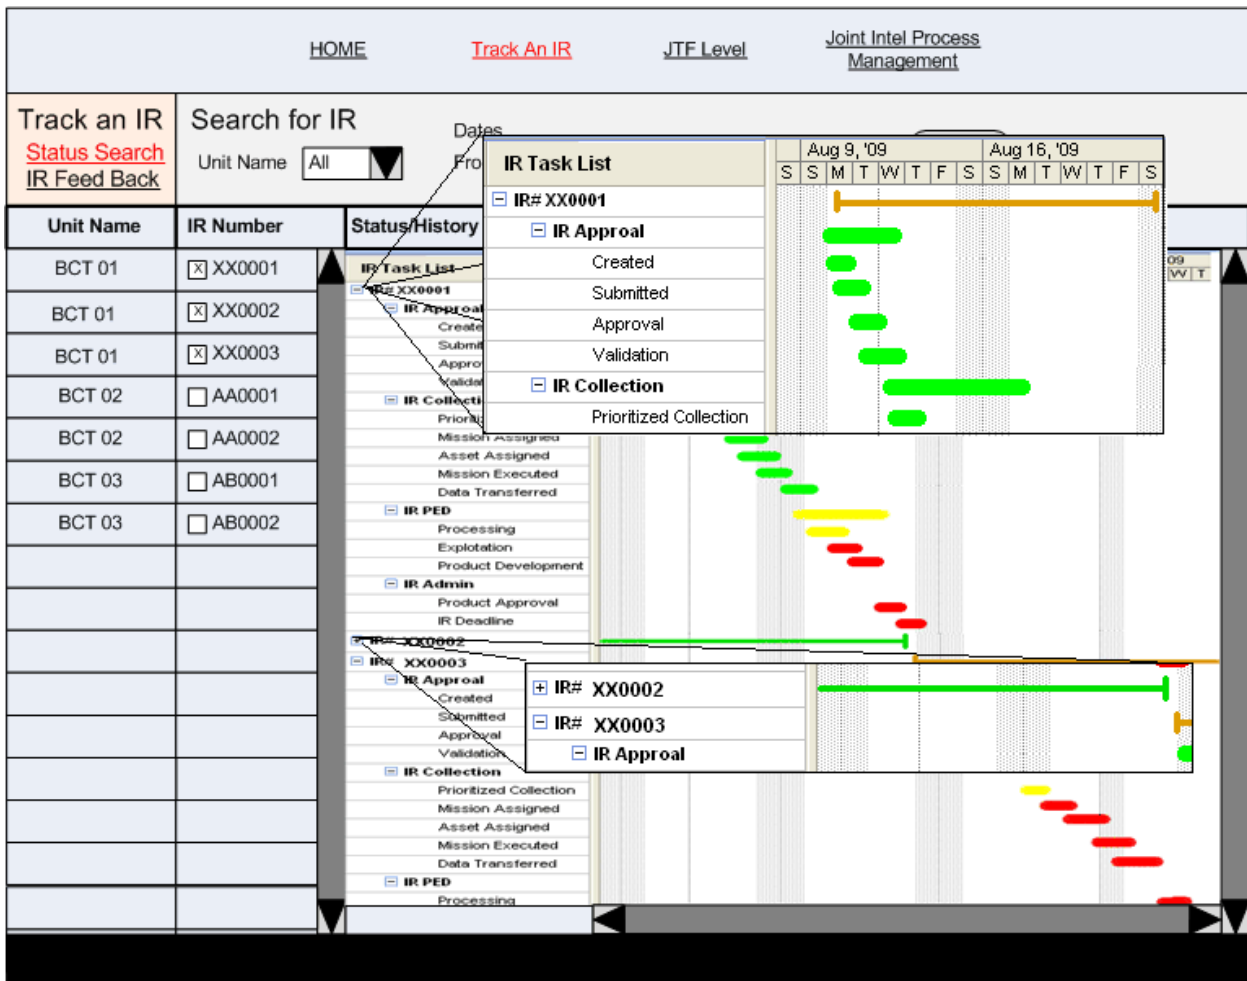 HOME
Track An IR
JTF Level
Joint Intel Process
Management
Track an IR
Status Search
IR Feed Back
Search for IR
Unit Name
All
Dates
Unit Name
IR Number
Status/History
BCT 01
X XX0001
BCT 01
X XX0002
BCT 01
X XX0003
BCT 02
AA0001
BCT 02
AA0002
BCT 03
AB0001
BCT 03
AB0002
IR Task List
Aug 9, '09
Aug 16, '09
S S M T W T F S S M T W T F S
IR# XX0001
IR Approal
Created
Submitted
Approval
Validation
IR Collection
Prioritized Collection
IR Task List
09
W T
IR# XX0001
IR Approal
Mission Assigned
Asset Assigned
Mission Executed
Data Transferred
IR PED
Processing
Explotation
Product Development
IR Admin
Product Approval
IR Deadline
IR# XX0002
IR# XX0003
IR Approal
Created
Submitted
Approval
Validation
IR Collection
Prioritized Collection
Mission Assigned
Asset Assigned
Mission Executed
Data Transferred
IR PED
Processing
IR# XX0002
IR# XX0003
IR Approal